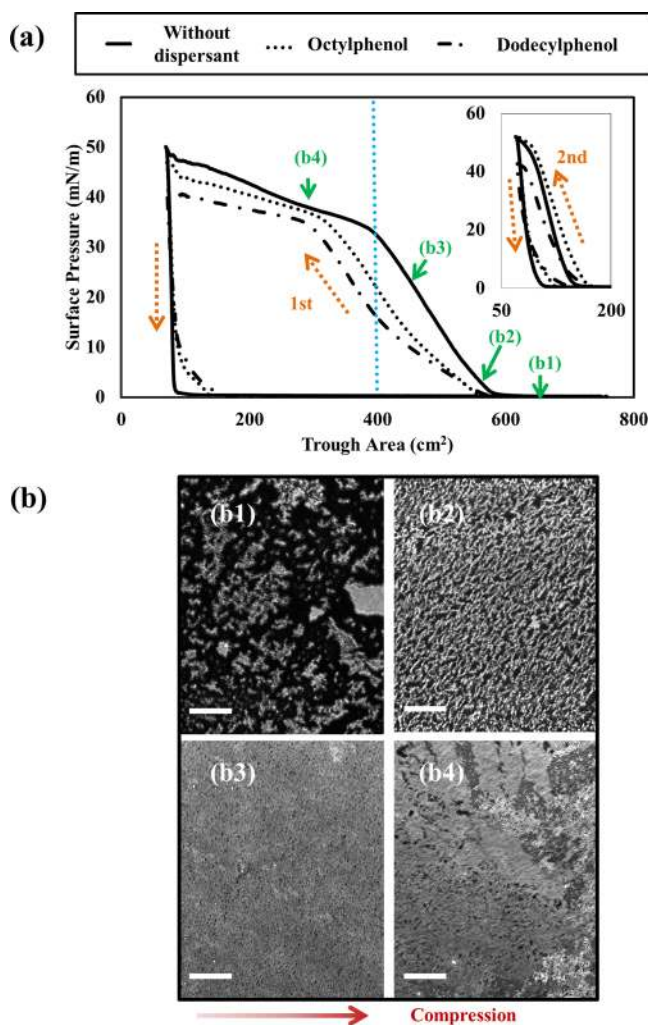 (a)
Without dispersant
Octylphenol
Dodecylphenol
Surface Pressure (mN/m)
60
50
40
30
20
10
0
0
200
400
600
800
Trough Area (cm²)
(b4)
(b3)
(b2)
(b1)
1st
60
40
20
0
50
200
2nd
(b)
(b1)
(b2)
(b3)
(b4)
Compression